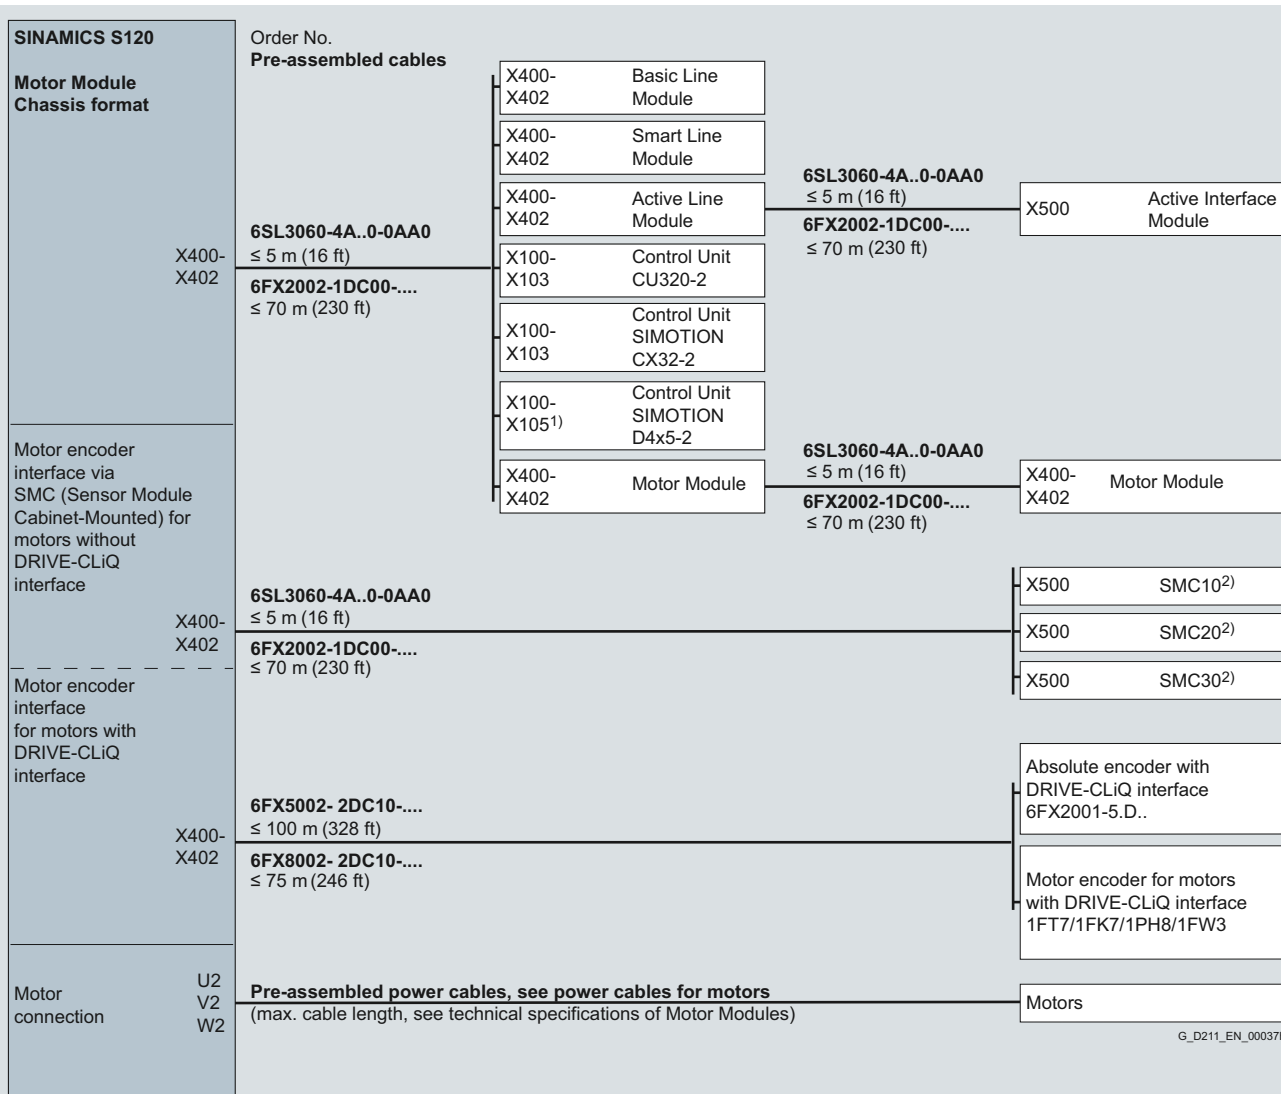 SINAMICS S120
Motor Module
Chassis format
Order No.
Pre-assembled cables
X400-
X402
6SL3060-4A..0-0AA0
≤ 5 m (16 ft)
6FX2002-1DC00-....
≤ 70 m (230 ft)
X400-
X402
Basic Line
Module
X400-
X402
Smart Line
Module
X400-
X402
Active Line
Module
6SL3060-4A..0-0AA0
≤ 5 m (16 ft)
6FX2002-1DC00-....
≤ 70 m (230 ft)
X500
Active Interface
Module
X100-
X103
Control Unit
CU320-2
X100-
X103
Control Unit
SIMOTION
CX32-2
X100-
X105¹⁾
Control Unit
SIMOTION
D4x5-2
X400-
X402
Motor Module
6SL3060-4A..0-0AA0
≤ 5 m (16 ft)
6FX2002-1DC00-....
≤ 70 m (230 ft)
X400-
X402
Motor Module
Motor encoder
interface via
SMC (Sensor Module
Cabinet-Mounted) for
motors without
DRIVE-CLiQ
interface
X400-
X402
6SL3060-4A..0-0AA0
≤ 5 m (16 ft)
6FX2002-1DC00-....
≤ 70 m (230 ft)
X500 SMC10²⁾
X500 SMC20²⁾
X500 SMC30²⁾
Motor encoder
interface
for motors with
DRIVE-CLiQ
interface
X400-
X402
6FX5002- 2DC10-....
≤ 100 m (328 ft)
6FX8002- 2DC10-....
≤ 75 m (246 ft)
Absolute encoder with
DRIVE-CLiQ interface
6FX2001-5.D..
Motor encoder for motors
with DRIVE-CLiQ interface
1FT7/1FK7/1PH8/1FW3
Motor
connection
U2
V2
W2
Pre-assembled power cables, see power cables for motors
(max. cable length, see technical specifications of Motor Modules)
Motors